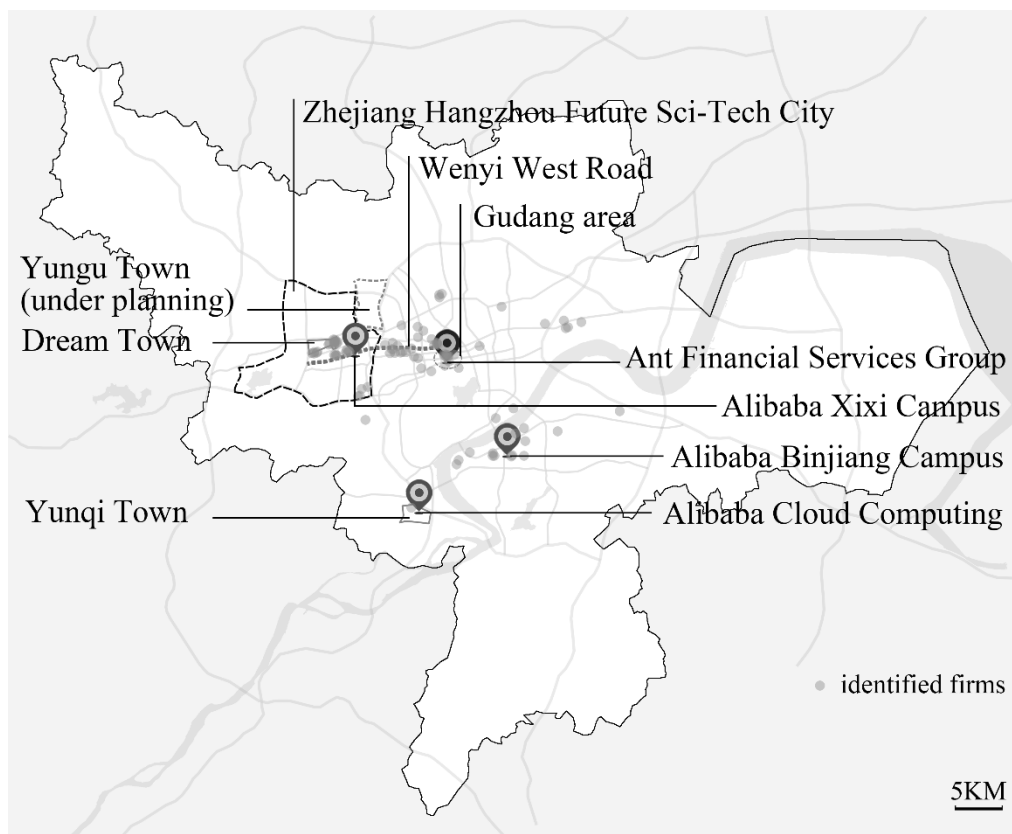 Zhejiang Hangzhou Future Sci-Tech City
Wenyi West Road
Gudang area
Yungu Town
(under planning)
Dream Town
Ant Financial Services Group
Alibaba Xixi Campus
Alibaba Binjiang Campus
Yunqi Town
Alibaba Cloud Computing
identified firms
5KM